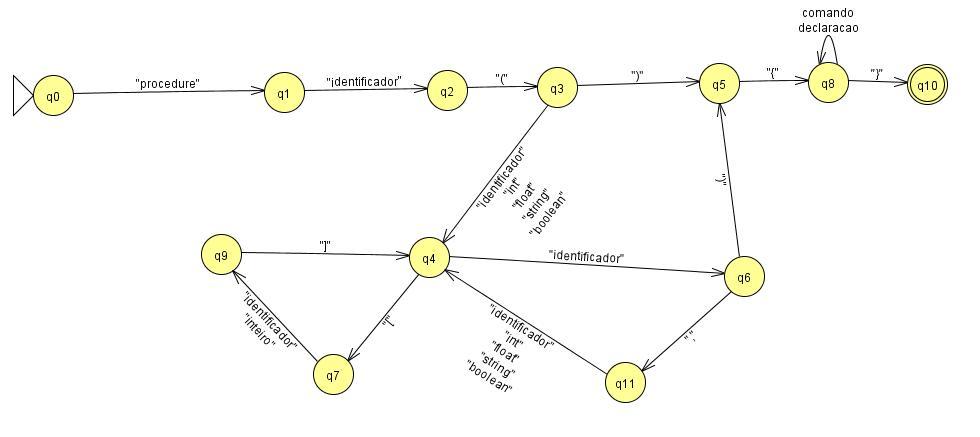 comando
declaracao
q0
"procedure"
q1
"identificador"
q2
"("
q3
")"
q5
"{"
q8
"}"
q10
"identificador"
"int"
"float"
"string"
"boolean"
")"
q9
"]"
q4
"identificador"
q6
"identificador"
"inteiro"
"["
"identificador"
"int"
"float"
"string"
"boolean"
","
q7
q11